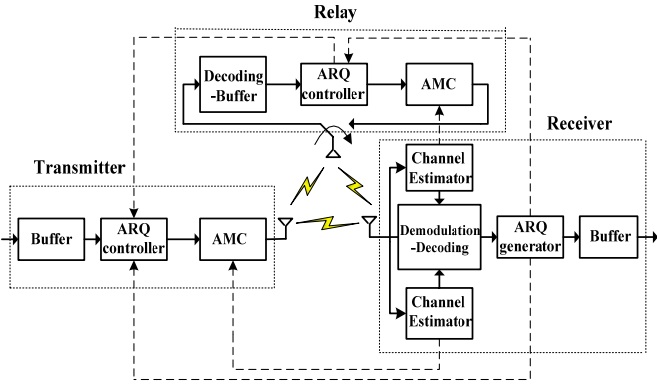 Relay
Decoding
-Buffer
ARQ
controller
AMC
Receiver
Transmitter
Buffer
ARQ
controller
AMC
Channel
Estimator
Demodulation
-Decoding
ARQ
generator
Buffer
Channel
Estimator